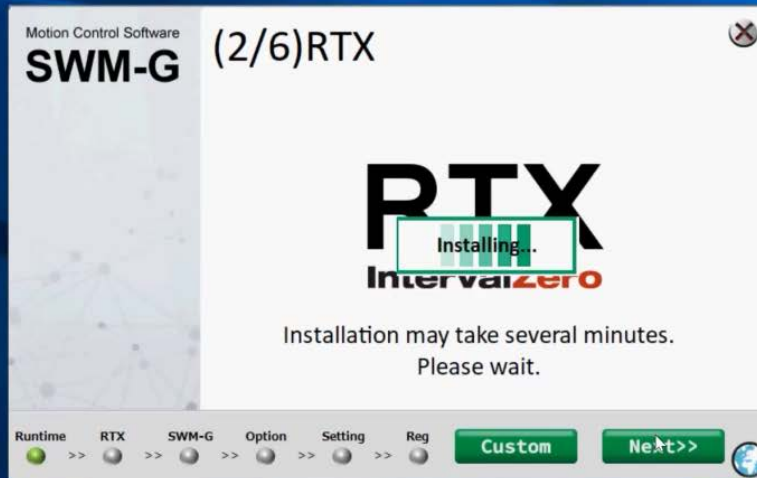 Motion Control Software
SWM-G
(2/6)RTX
RTX
Installing...
IntervalZero
Installation may take several minutes.
Please wait.
Runtime >> RTX >> SWM-G >> Option >> Setting >> Reg
Custom
Next>>